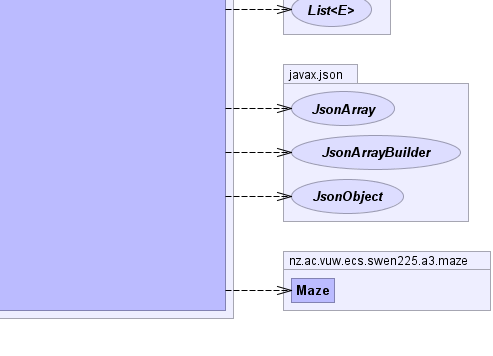 List<E>
javax.json
JsonArray
JsonArrayBuilder
JsonObject
nz.ac.vuw.ecs.swen225.a3.maze
Maze